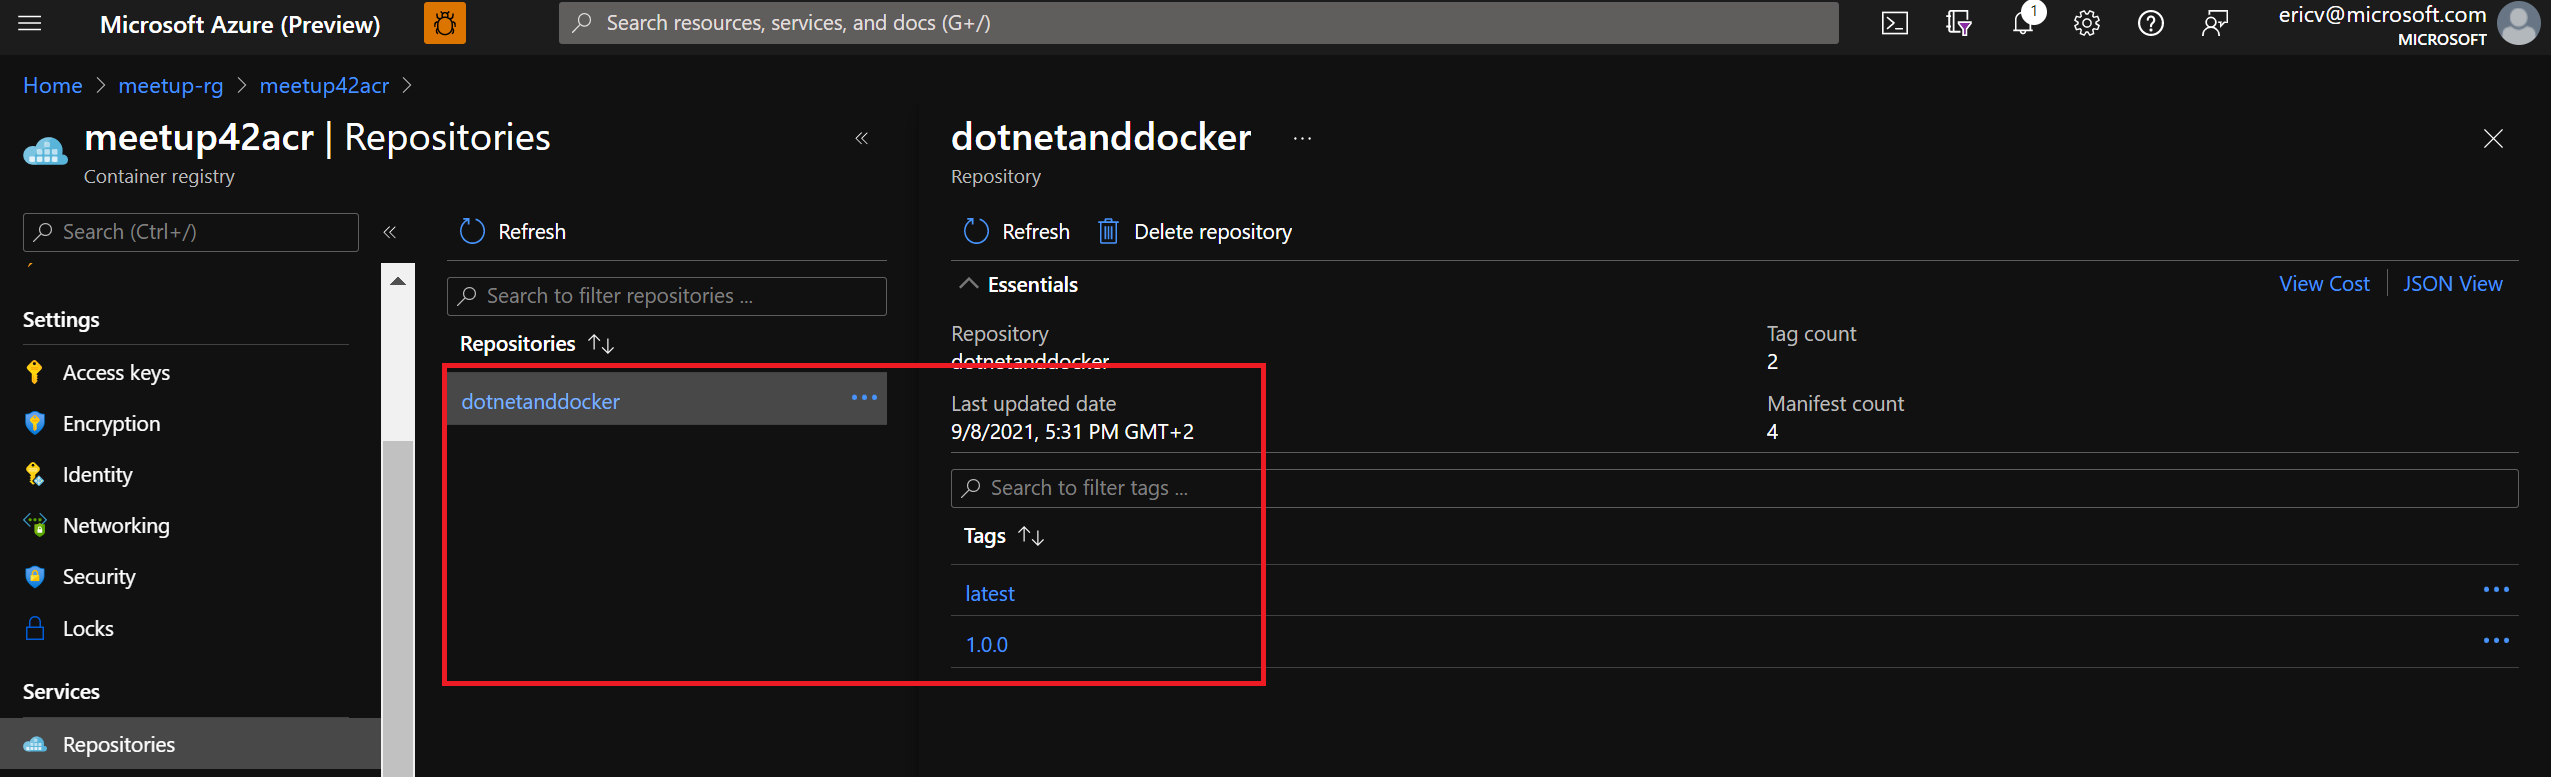 Microsoft Azure (Preview)
Search resources, services, and docs (G+/)
1
ericv@microsoft.com
MICROSOFT
Home > meetup-rg > meetup42acr >
meetup42acr | Repositories
Container registry
Search (Ctrl+/)
Settings
Access keys
Encryption
Identity
Networking
Security
Locks
Services
Repositories
Refresh
Search to filter repositories ...
Repositories
dotnetanddocker
dotnetanddocker
Repository
Refresh
Delete repository
Essentials
View Cost
JSON View
Repository
dotnetanddocker
Tag count
2
Last updated date
9/8/2021, 5:31 PM GMT+2
Manifest count
4
Search to filter tags ...
Tags
latest
1.0.0